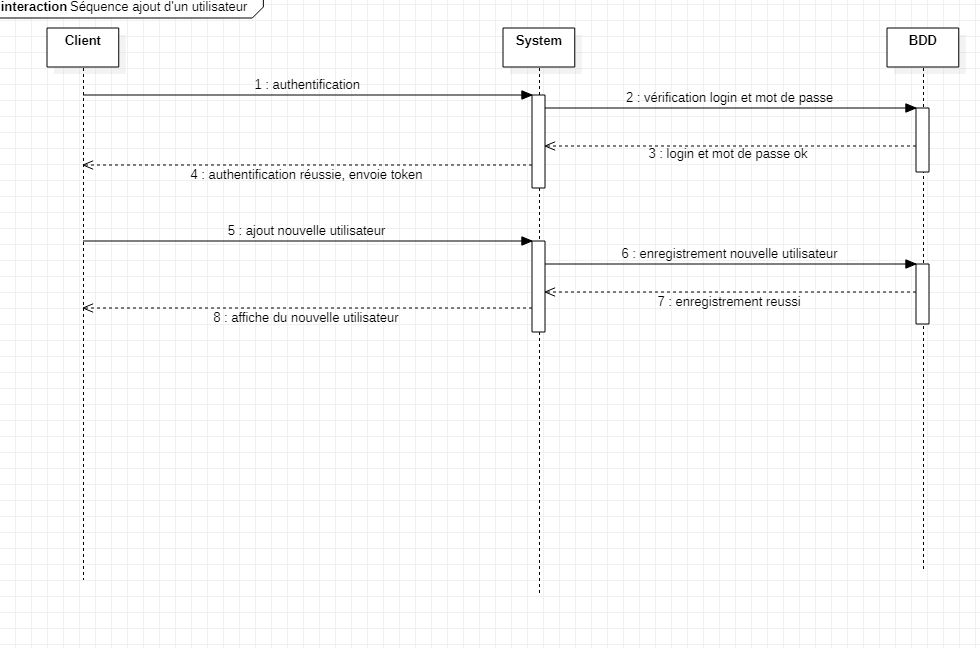 interaction Séquence ajout d'un utilisateur
Client
System
BDD
1 : authentification
2 : vérification login et mot de passe
3 : login et mot de passe ok
4 : authentification réussie, envoie token
5 : ajout nouvelle utilisateur
6 : enregistrement nouvelle utilisateur
7 : enregistrement reussi
8 : affiche du nouvelle utilisateur